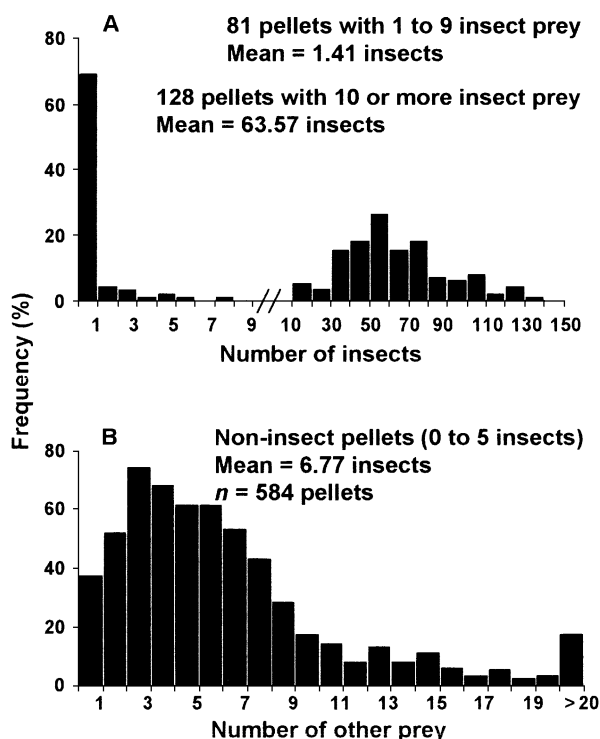 A
81 pellets with 1 to 9 insect prey
Mean = 1.41 insects
128 pellets with 10 or more insect prey
Mean = 63.57 insects
80
60
40
20
0
1 3 5 7 9 10 30 50 70 90 110 130 150
Number of insects
Frequency (%)
B
Non-insect pellets (0 to 5 insects)
Mean = 6.77 insects
n = 584 pellets
80
60
40
20
0
1 3 5 7 9 11 13 15 17 19 > 20
Number of other prey